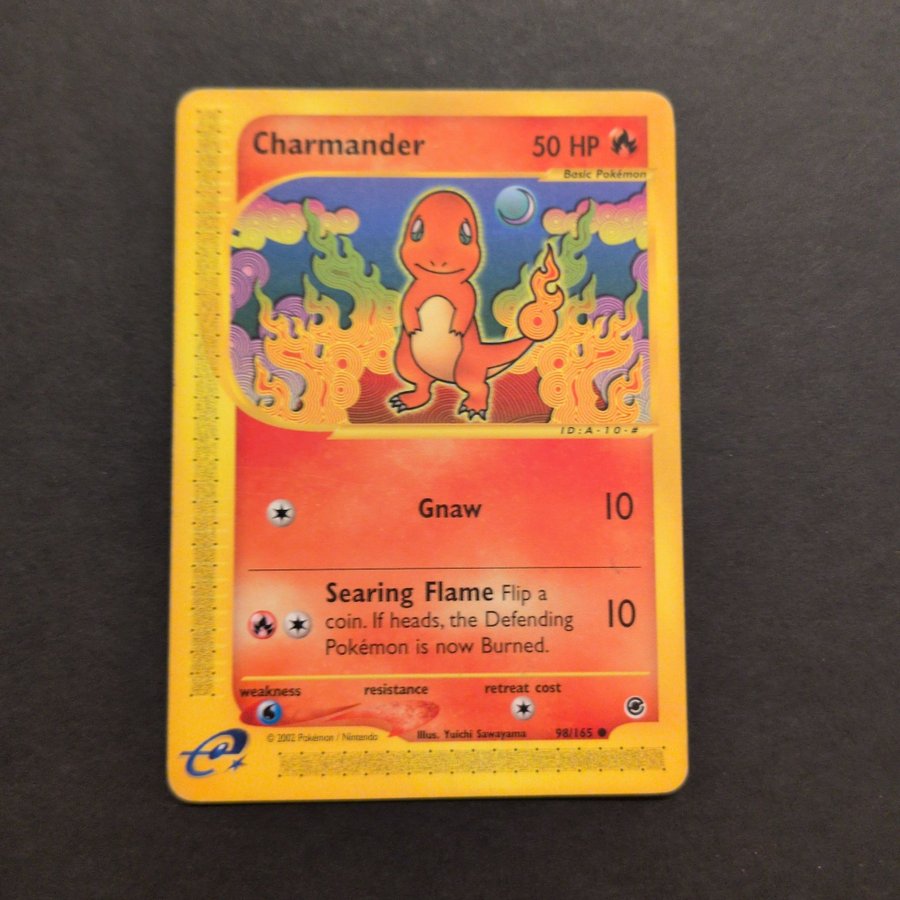 Charmander 50 HP
Basic Pokémon
ID:A-10-#
Gnaw 10
Searing Flame Flip a
coin. If heads, the Defending
Pokémon is now Burned.
10
weakness resistance retreat cost
© 2002 Pokémon / Nintendo Illus. Yuichi Sawayama 98/165
e